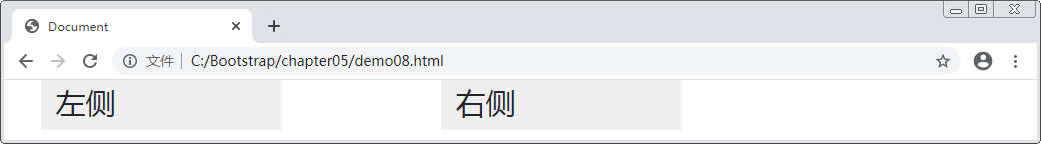 Document
文件 C:/Bootstrap/chapter05/demo08.html
左侧 右侧